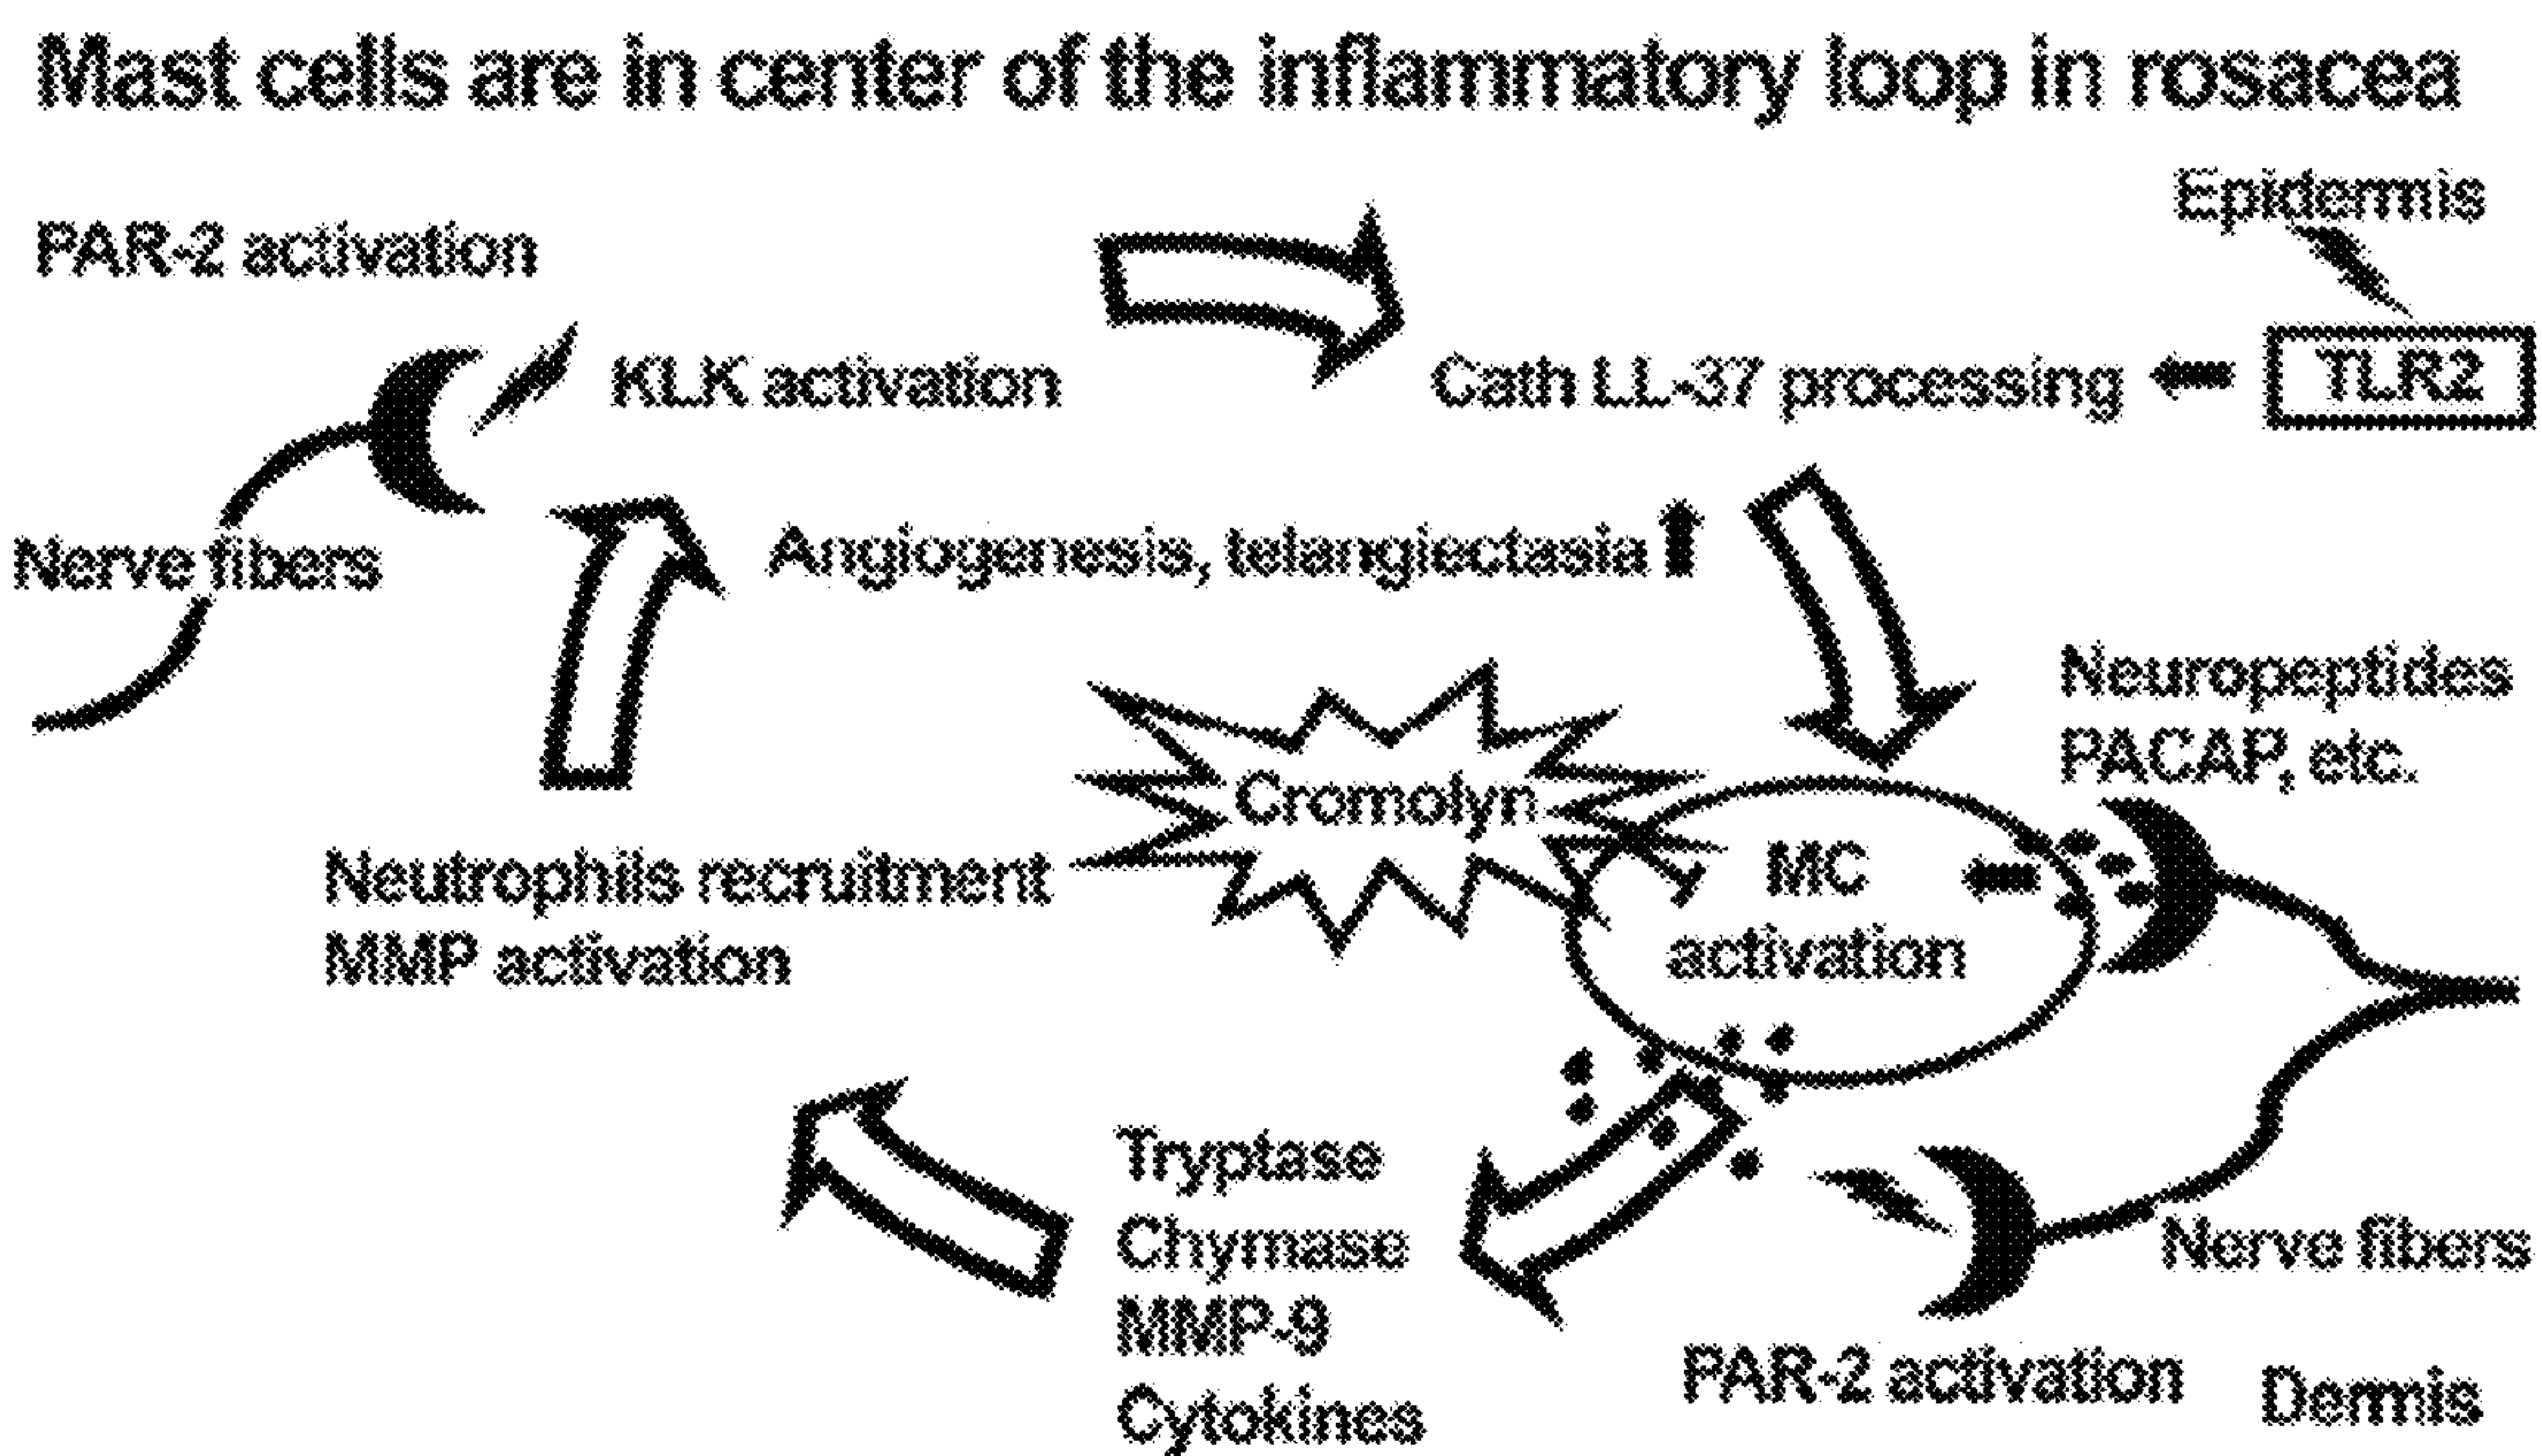 Mast cells are in center of the inflammatory loop in rosacea
Epidermis
PAR-2 activation
KLK activation
Cath LL-37 processing
TLR2
Nerve fibers
Angiogenesis, telangiectasia
Neuropeptides
PACAP, etc.
Cromolyn
MC
activation
Neutrophils recruitment
MMP activation
Tryptase
Chymase
MMP-9
Cytokines
Nerve fibers
PAR-2 activation
Dermis